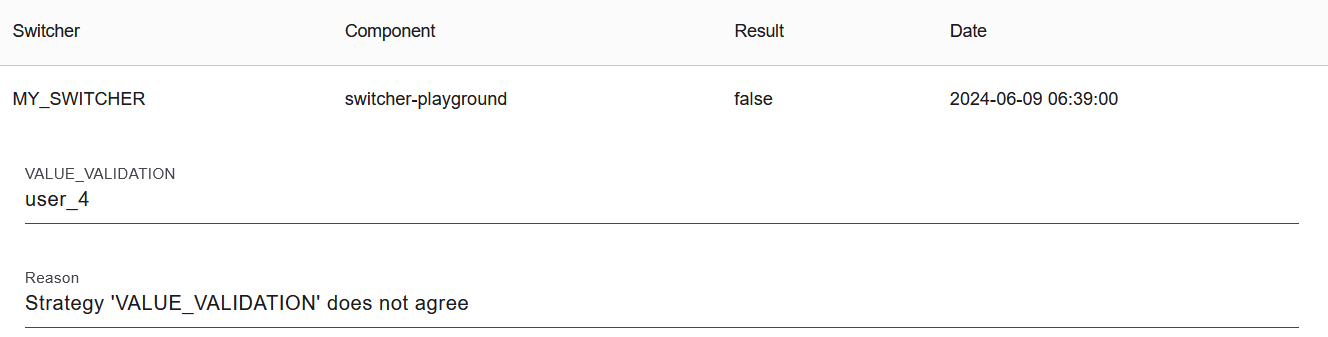 Switcher Component Result Date
MY_SWITCHER switcher-playground false 2024-06-09 06:39:00
VALUE_VALIDATION
user_4
Reason
Strategy 'VALUE_VALIDATION' does not agree